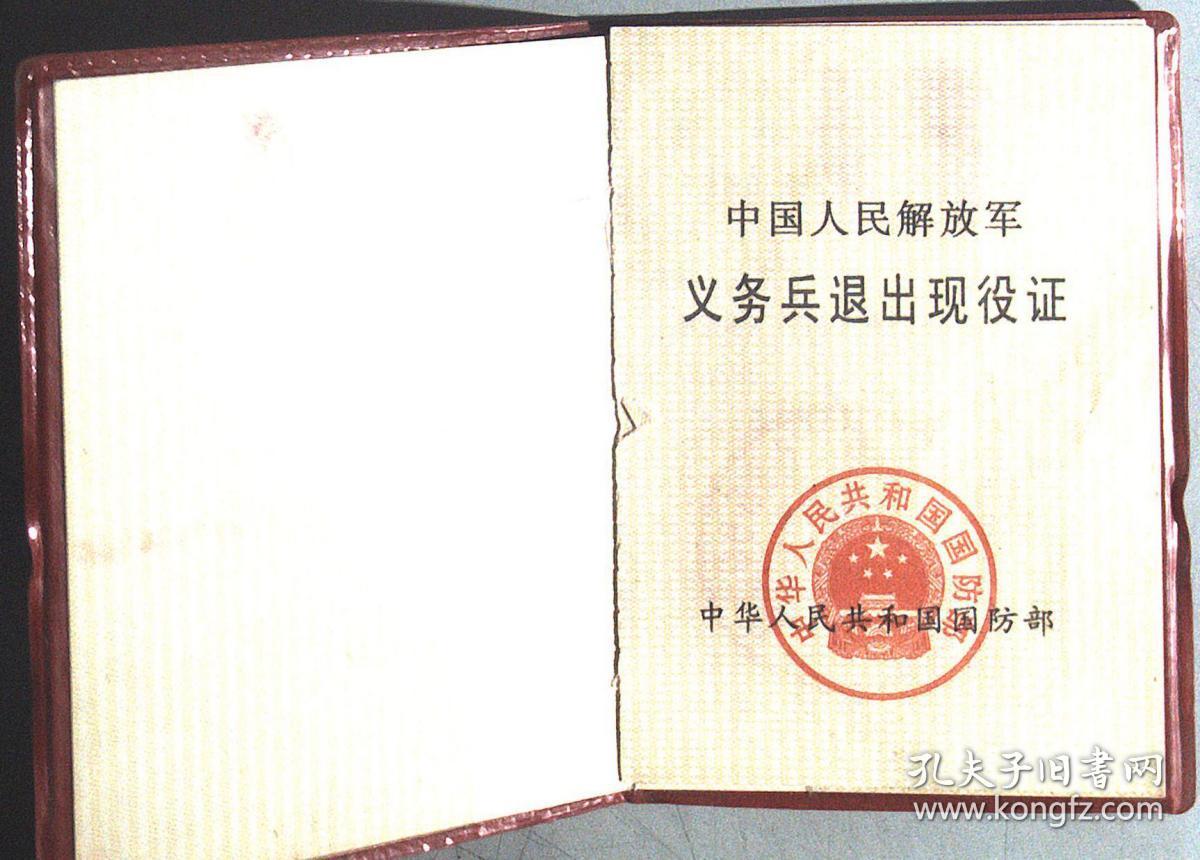 中国人民解放军
义务兵退出现役证
中华人民共和国国防部
中华人民共和国国防部
孔夫子旧書网
www.kongfz.com